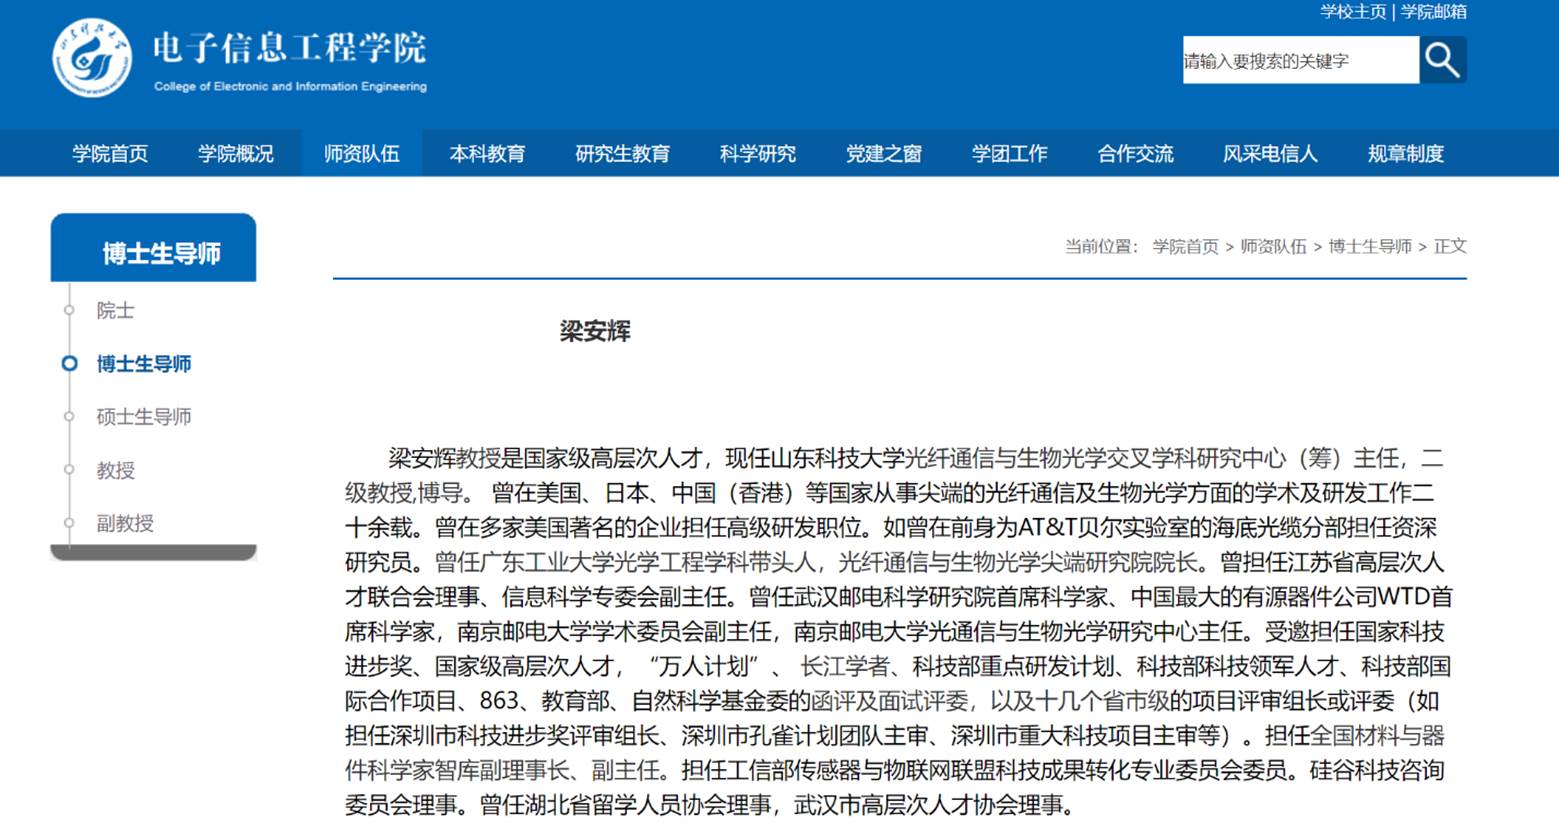 学校主页 | 学院邮箱
电子信息工程学院
College of Electronic and Information Engineering
请输入要搜索的关键字
学院首页 学院概况 师资队伍 本科教育 研究生教育 科学研究 党建之窗 学团工作 合作交流 风采电信人 规章制度
博士生导师
院士
博士生导师
硕士生导师
教授
副教授
当前位置： 学院首页 > 师资队伍 > 博士生导师 > 正文
梁安辉
梁安辉教授是国家级高层次人才，现任山东科技大学光纤通信与生物光学交叉学科研究中心（筹）主任，二
级教授,博导。 曾在美国、日本、中国（香港）等国家从事尖端的光纤通信及生物光学方面的学术及研发工作二
十余载。曾在多家美国著名的企业担任高级研发职位。如曾在前身为AT&T贝尔实验室的海底光缆分部担任资深
研究员。曾任广东工业大学光学工程学科带头人，光纤通信与生物光学尖端研究院院长。曾担任江苏省高层次人
才联合会理事、信息科学专委会副主任。曾任武汉邮电科学研究院首席科学家、中国最大的有源器件公司WTD首
席科学家，南京邮电大学学术委员会副主任，南京邮电大学光通信与生物光学研究中心主任。受邀担任国家科技
进步奖、国家级高层次人才，“万人计划”、 长江学者、科技部重点研发计划、科技部科技领军人才、科技部国
际合作项目、863、教育部、自然科学基金委的函评及面试评委，以及十几个省市级的项目评审组长或评委（如
担任深圳市科技进步奖评审组长、深圳市孔雀计划团队主审、深圳市重大科技项目主审等）。担任全国材料与器
件科学家智库副理事长、副主任。担任工信部传感器与物联网联盟科技成果转化专业委员会委员。硅谷科技咨询
委员会理事。曾任湖北省留学人员协会理事，武汉市高层次人才协会理事。